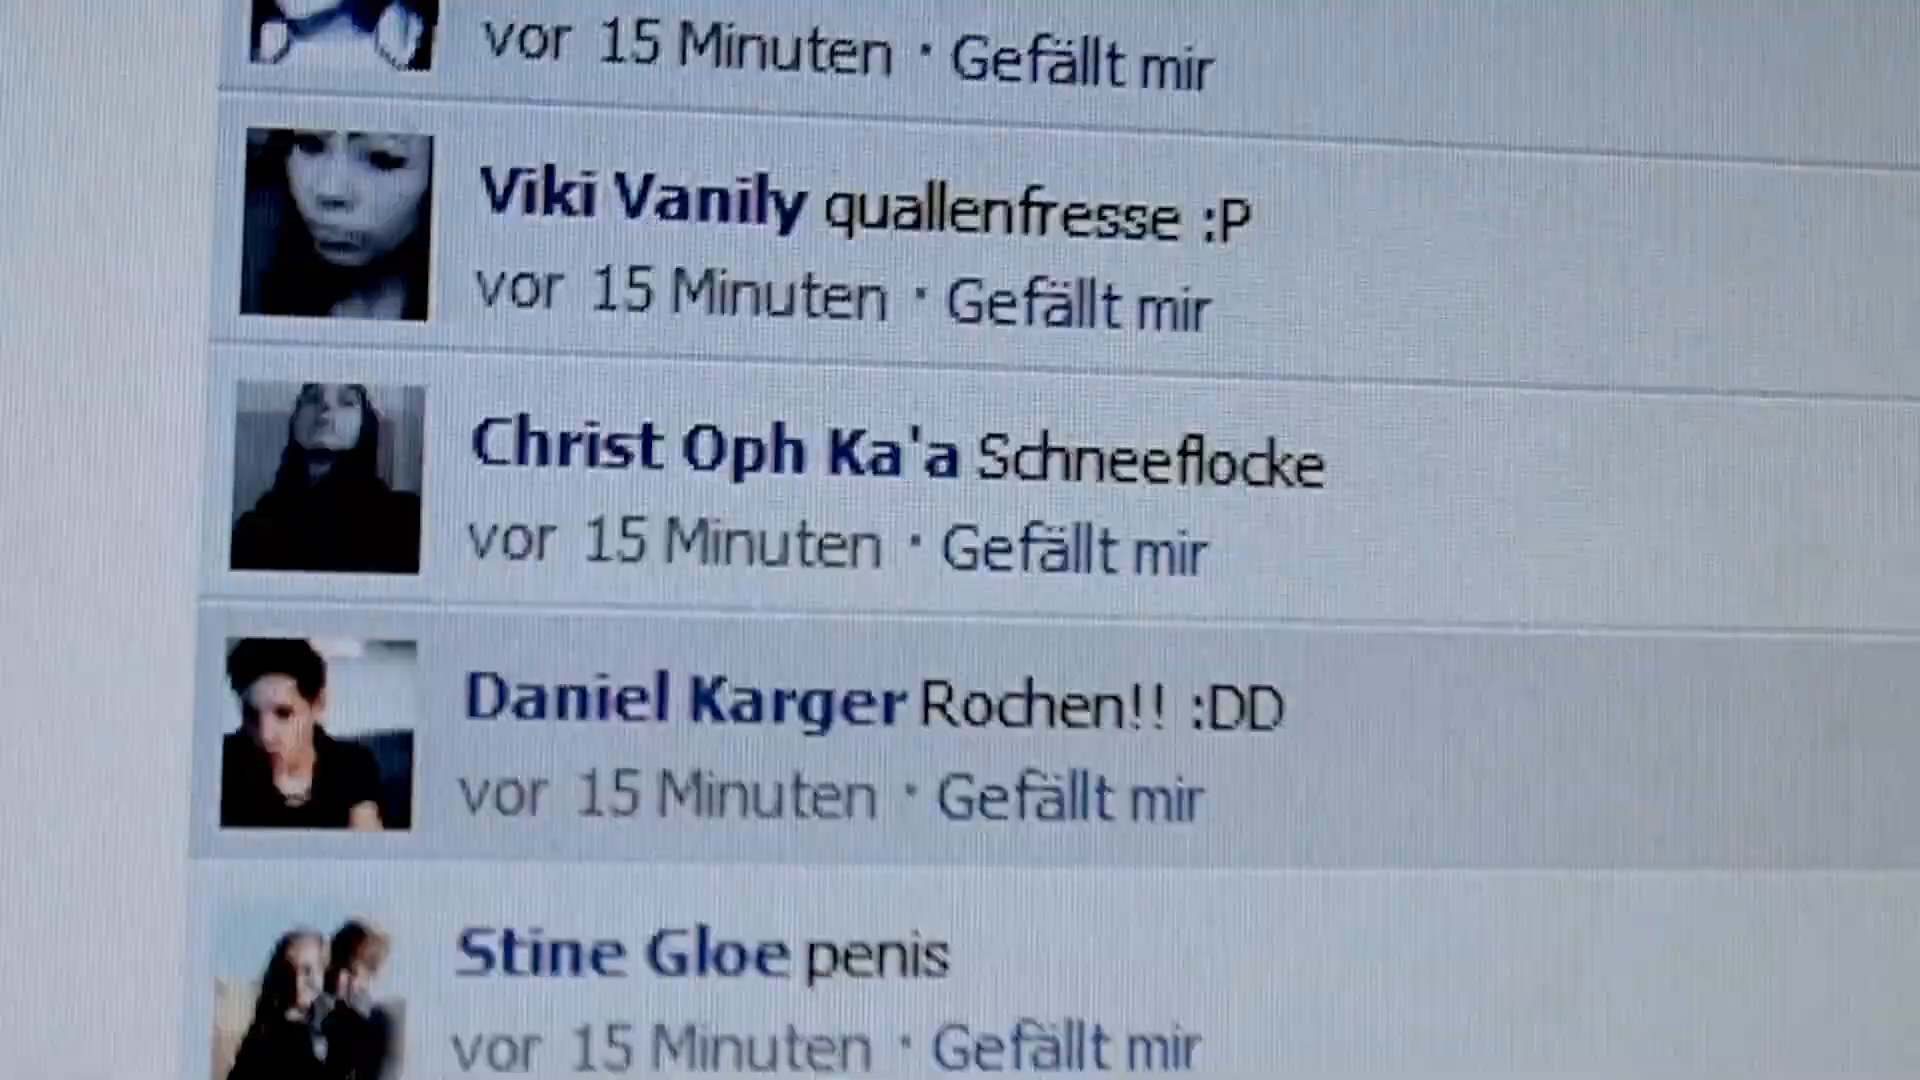 vor 15 Minuten · Gefällt mir
Viki Vanily quallenfresse :P
vor 15 Minuten · Gefällt mir
Christ Oph Ka'a Schneeflocke
vor 15 Minuten · Gefällt mir
Daniel Karger Rochen!! :DD
vor 15 Minuten · Gefällt mir
Stine Gloe penis
vor 15 Minuten · Gefällt mir